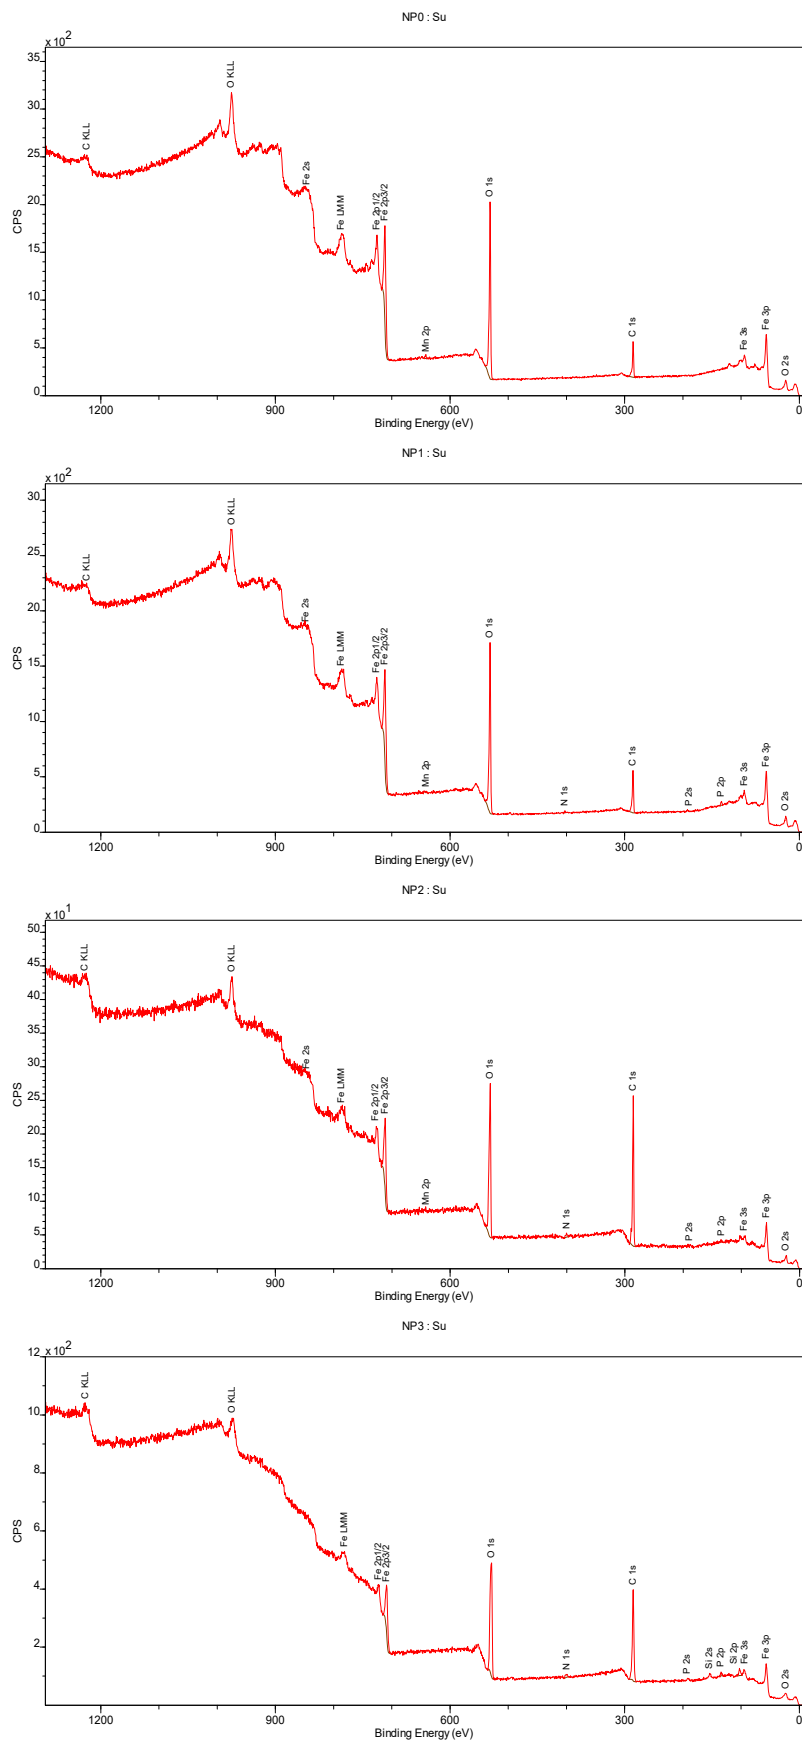 NP0 : Su
x 10²
35
30
25
20
15
10
5
0
CPS
C KLL
O KLL
Fe 2s
Fe LMM
Fe 2p1/2
Fe 2p3/2
Mn 2p
O 1s
C 1s
Fe 3s
Fe 3p
O 2s
1200 900 600 300 0
Binding Energy (eV)
NP1 : Su
x 10²
30
25
20
15
10
5
0
CPS
C KLL
O KLL
Fe 2s
Fe LMM
Fe 2p1/2
Fe 2p3/2
Mn 2p
O 1s
N 1s
C 1s
P 2s
P 2p
Fe 3s
Fe 3p
O 2s
1200 900 600 300 0
Binding Energy (eV)
NP2 : Su
x 10¹
50
45
40
35
30
25
20
15
10
5
0
CPS
C KLL
O KLL
Fe 2s
Fe LMM
Fe 2p1/2
Fe 2p3/2
Mn 2p
O 1s
N 1s
C 1s
P 2s
P 2p
Fe 3s
Fe 3p
O 2s
1200 900 600 300 0
Binding Energy (eV)
NP3 : Su
x 10²
12
10
8
6
4
2
CPS
C KLL
O KLL
Fe LMM
Fe 2p1/2
Fe 2p3/2
O 1s
N 1s
C 1s
P 2s
Si 2s
P 2p
Si 2p
Fe 3s
Fe 3p
O 2s
1200 900 600 300 0
Binding Energy (eV)